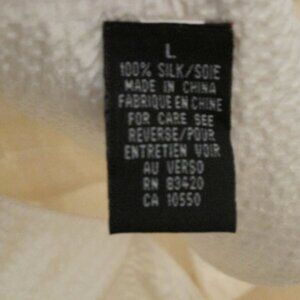 L
100% SILK/SOIE
MADE IN CHINA
FABRIQUE EN CHINE
FOR CARE SEE
REVERSE/POUR
ENTRETIEN VOIR
AU VERSO
RN 83420
CA 10550